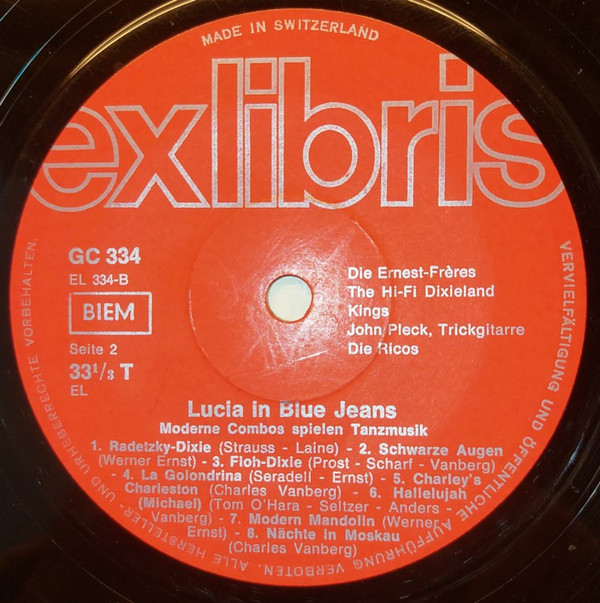 MADE IN SWITZERLAND
exlibris
GC 334
EL 334-B
BIEM
Seite 2
33 1/3 T
EL
Die Ernest-Frères
The Hi-Fi Dixieland
Kings
John Pleck, Trickgitarre
Die Ricos
Lucia in Blue Jeans
Moderne Combos spielen Tanzmusik
1. Radetzky-Dixie (Strauss - Laine) - 2. Schwarze Augen
(Werner Ernst) - 3. Floh-Dixie (Prost - Scharf - Vanberg)
- 4. La Golondrina (Seradell - Ernst) - 5. Charley's
Charleston (Charles Vanberg) - 6. Hallelujah
(Michael) (Tom O'Hara - Seltzer - Anders -
Vanberg) - 7. Modern Mandolin (Werner
Ernst) - 8. Nächte in Moskau
(Charles Vanberg)
ALLE HERSTELLER- UND URHEBERRECHTE VORBEHALTEN.
VERVIELFÄLTIGUNG UND ÖFFENTLICHE AUFFÜHRUNG VERBOTEN.